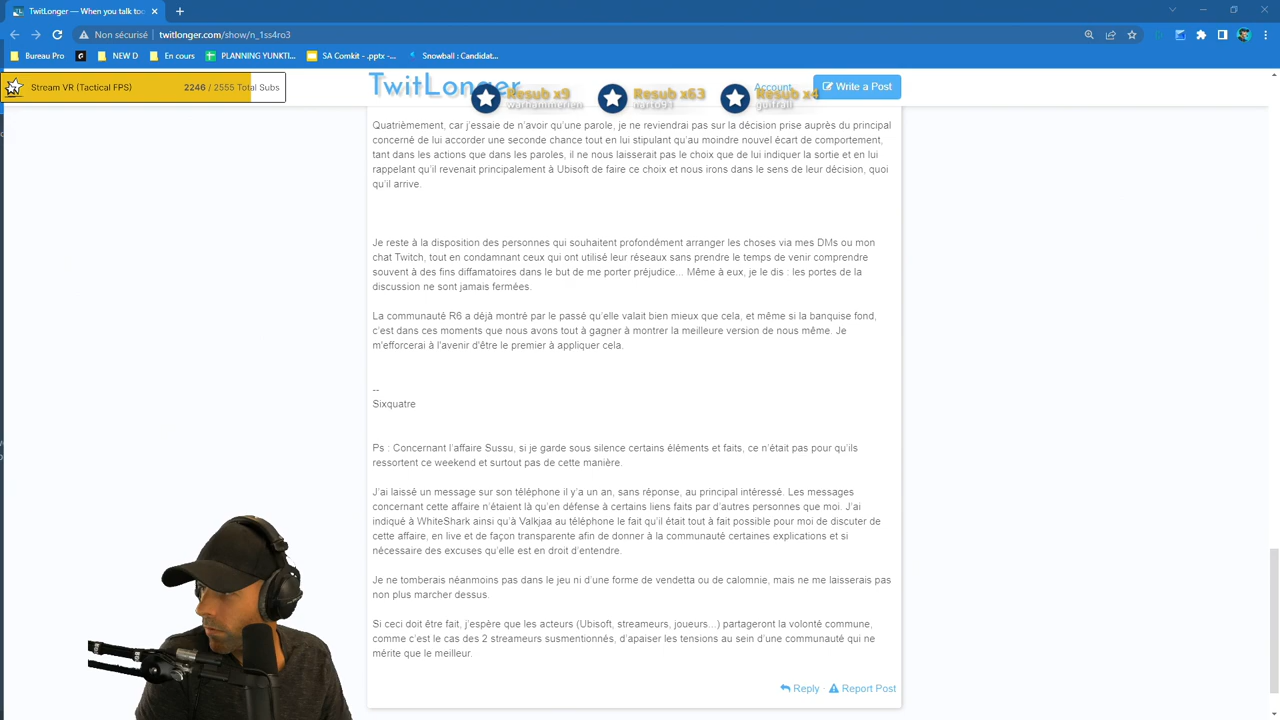 TwitLonger — When you talk too
Non sécurisé
twitlonger.com/show/n_1ss4ro3
Bureau Pro
NEW D
En cours
PLANNING YUNKTI...
SA Comkit - .pptx -...
Snowball : Candidat...
Stream VR (Tactical FPS)
2246 / 2555 Total Subs
TwitLonger
Account
Write a Post
Resub x9
warhammerlen
Resub x63
narto91
Resub x4
guifrall
Quatrièmement, car j'essaie de n'avoir qu'une parole, je ne reviendrai pas sur la décision prise auprès du principal
concerné de lui accorder une seconde chance tout en lui stipulant qu'au moindre nouvel écart de comportement,
tant dans les actions que dans les paroles, il ne nous laisserait pas le choix que de lui indiquer la sortie et en lui
rappelant qu'il revenait principalement à Ubisoft de faire ce choix et nous irons dans le sens de leur décision, quoi
qu'il arrive.
Je reste à la disposition des personnes qui souhaitent profondément arranger les choses via mes DMs ou mon
chat Twitch, tout en condamnant ceux qui ont utilisé leur réseaux sans prendre le temps de venir comprendre
souvent à des fins diffamatoires dans le but de me porter préjudice... Même à eux, je le dis : les portes de la
discussion ne sont jamais fermées.
La communauté R6 a déjà montré par le passé qu'elle valait bien mieux que cela, et même si la banquise fond,
c'est dans ces moments que nous avons tout à gagner à montrer la meilleure version de nous même. Je
m'efforcerai à l'avenir d'être le premier à appliquer cela.
--
Sixquatre
Ps : Concernant l'affaire Sussu, si je garde sous silence certains éléments et faits, ce n'était pas pour qu'ils
ressortent ce weekend et surtout pas de cette manière.
J'ai laissé un message sur son téléphone il y'a un an, sans réponse, au principal intéressé. Les messages
concernant cette affaire n'étaient là qu'en défense à certains liens faits par d'autres personnes que moi. J'ai
indiqué à WhiteShark ainsi qu'à Valkjaa au téléphone le fait qu'il était tout à fait possible pour moi de discuter de
cette affaire, en live et de façon transparente afin de donner à la communauté certaines explications et si
nécessaire des excuses qu'elle est en droit d'entendre.
Je ne tomberais néanmoins pas dans le jeu ni d'une forme de vendetta ou de calomnie, mais ne me laisserais pas
non plus marcher dessus.
Si ceci doit être fait, j'espère que les acteurs (Ubisoft, streameurs, joueurs...) partageront la volonté commune,
comme c'est le cas des 2 streameurs susmentionnés, d'apaiser les tensions au sein d'une communauté qui ne
mérite que le meilleur.
Reply · Report Post